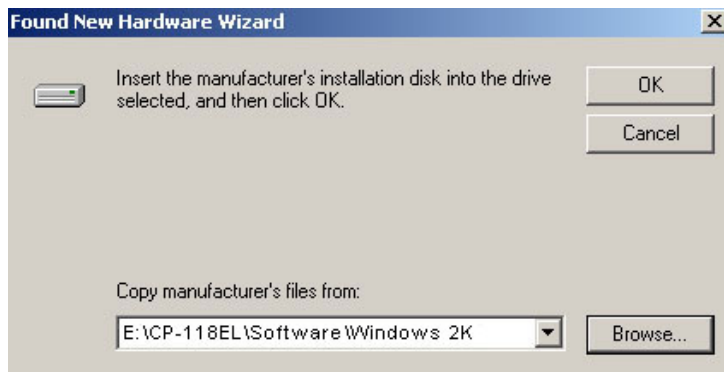 Found New Hardware Wizard
Insert the manufacturer's installation disk into the drive
selected, and then click OK.
OK
Cancel
Copy manufacturer's files from:
E:\CP-118EL\Software\Windows 2K
Browse...